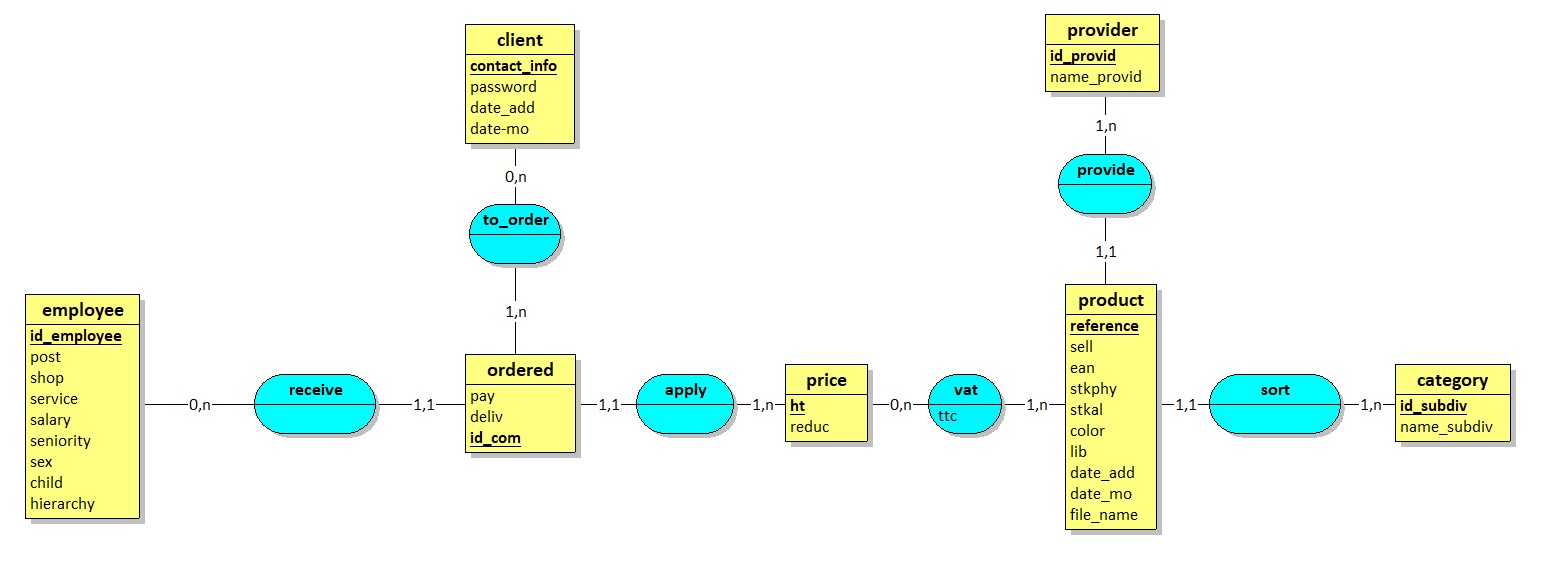 client
contact_info
password
date_add
date-mo
0,n
to_order
1,n
employee
id_employee
post
shop
service
salary
seniority
sex
child
hierarchy
0,n
receive
1,1
ordered
pay
deliv
id_com
1,1
apply
1,n
price
ht
reduc
0,n
vat
ttc
1,n
provider
id_provid
name_provid
1,n
provide
1,1
product
reference
sell
ean
stkphy
stkal
color
lib
date_add
date_mo
file_name
1,1
sort
1,n
category
id_subdiv
name_subdiv